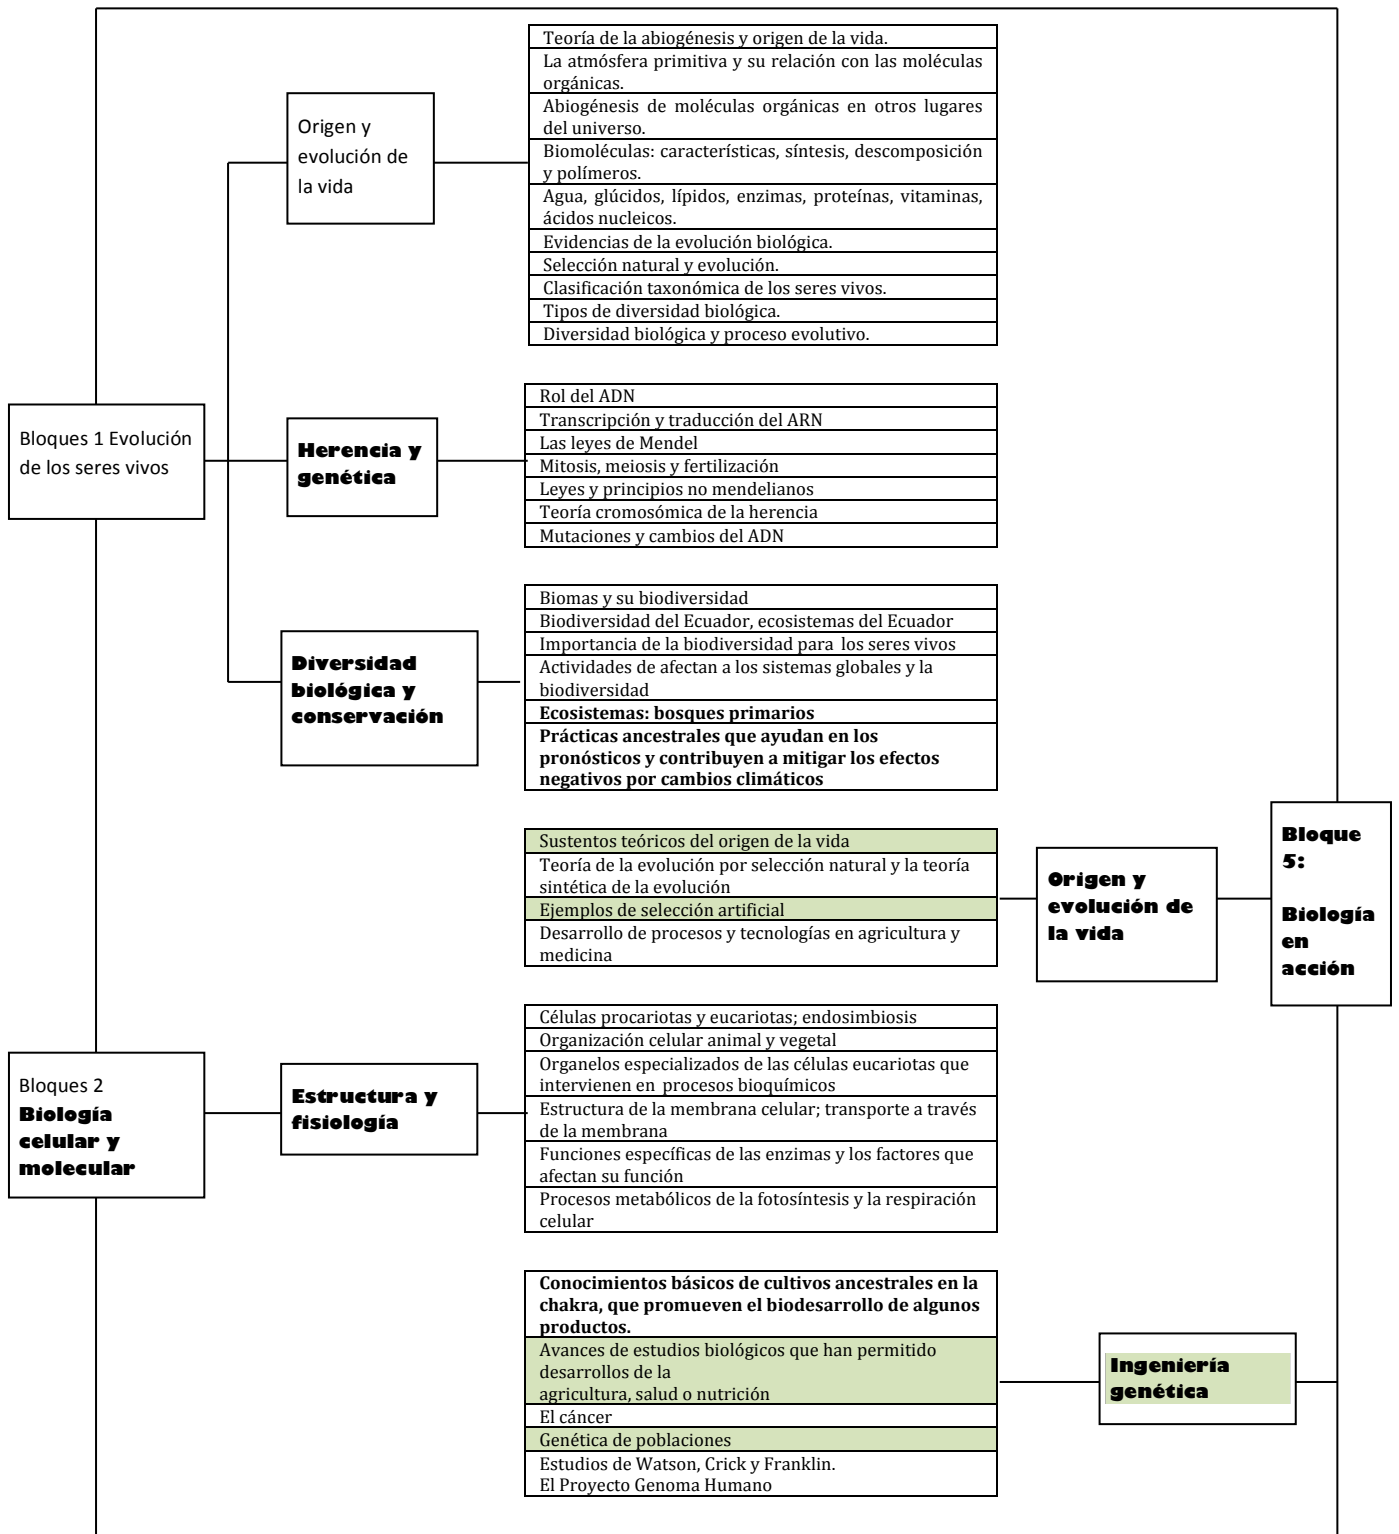 Teoría de la abiogénesis y origen de la vida.
La atmósfera primitiva y su relación con las moléculas
orgánicas.
Abiogénesis de moléculas orgánicas en otros lugares
del universo.
Biomoléculas: características, síntesis, descomposición
y polímeros.
Agua, glúcidos, lípidos, enzimas, proteínas, vitaminas,
ácidos nucleicos.
Evidencias de la evolución biológica.
Selección natural y evolución.
Clasificación taxonómica de los seres vivos.
Tipos de diversidad biológica.
Diversidad biológica y proceso evolutivo.
Origen y
evolución de
la vida
Bloques 1 Evolución
de los seres vivos
Herencia y
genética
Rol del ADN
Transcripción y traducción del ARN
Las leyes de Mendel
Mitosis, meiosis y fertilización
Leyes y principios no mendelianos
Teoría cromosómica de la herencia
Mutaciones y cambios del ADN
Diversidad
biológica y
conservación
Biomas y su biodiversidad
Biodiversidad del Ecuador, ecosistemas del Ecuador
Importancia de la biodiversidad para los seres vivos
Actividades de afectan a los sistemas globales y la
biodiversidad
Ecosistemas: bosques primarios
Prácticas ancestrales que ayudan en los
pronósticos y contribuyen a mitigar los efectos
negativos por cambios climáticos
Sustentos teóricos del origen de la vida
Teoría de la evolución por selección natural y la teoría
sintética de la evolución
Ejemplos de selección artificial
Desarrollo de procesos y tecnologías en agricultura y
medicina
Origen y
evolución de
la vida
Bloque
5:
Biología
en
acción
Bloques 2
Biología
celular y
molecular
Estructura y
fisiología
Células procariotas y eucariotas; endosimbiosis
Organización celular animal y vegetal
Organelos especializados de las células eucariotas que
intervienen en procesos bioquímicos
Estructura de la membrana celular; transporte a través
de la membrana
Funciones específicas de las enzimas y los factores que
afectan su función
Procesos metabólicos de la fotosíntesis y la respiración
celular
Conocimientos básicos de cultivos ancestrales en la
chakra, que promueven el biodesarrollo de algunos
productos.
Avances de estudios biológicos que han permitido
desarrollos de la
agricultura, salud o nutrición
El cáncer
Genética de poblaciones
Estudios de Watson, Crick y Franklin.
El Proyecto Genoma Humano
Ingeniería
genética